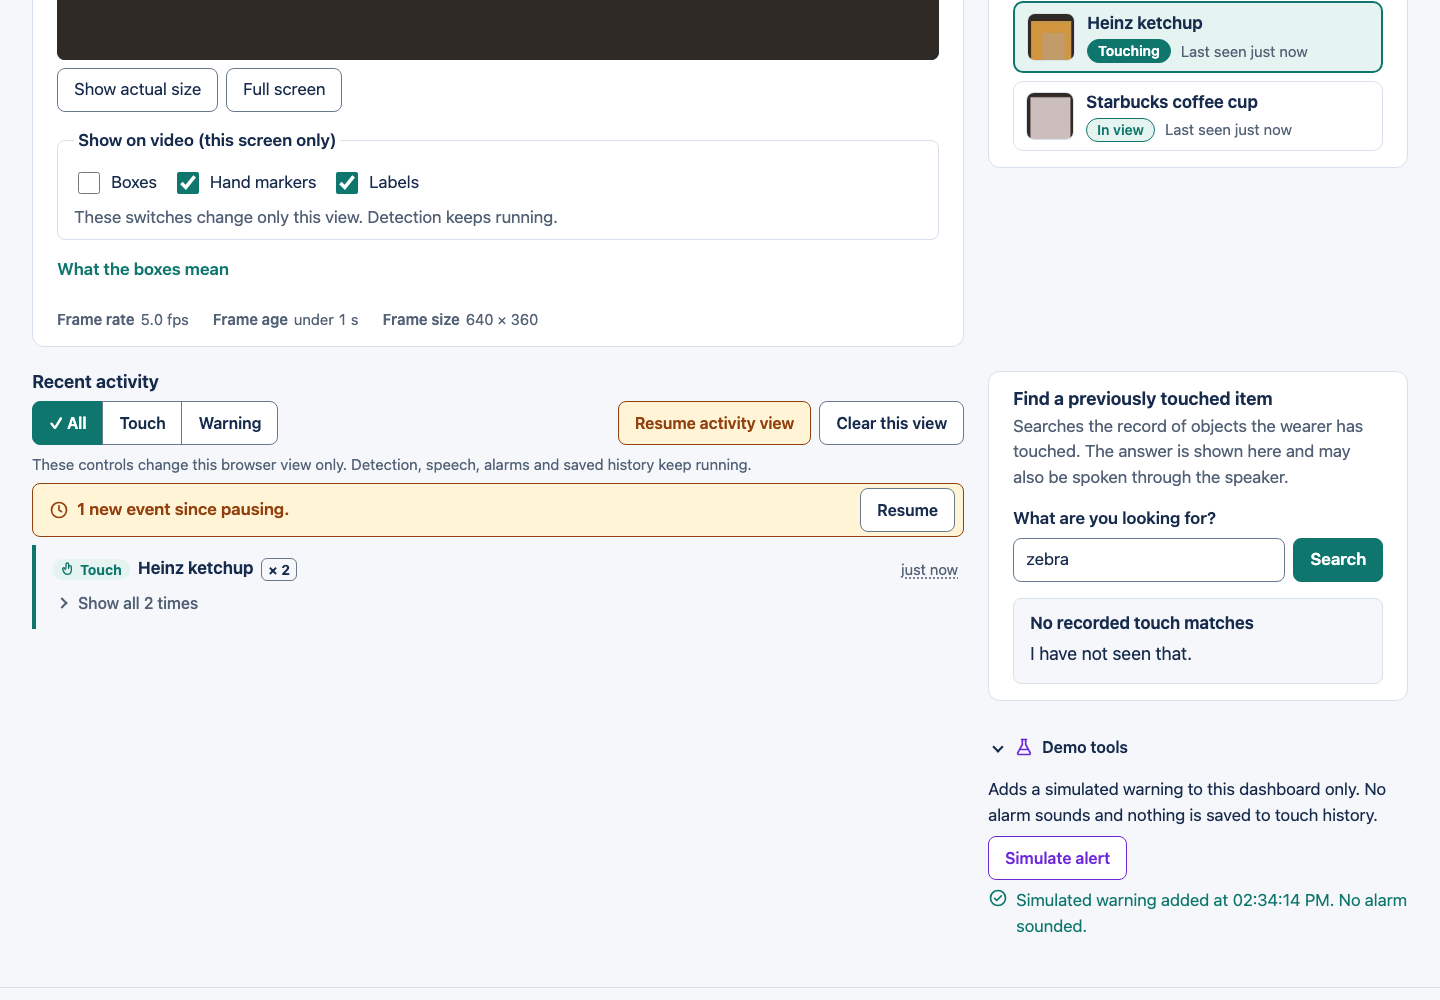 Heinz ketchup
Touching Last seen just now
Starbucks coffee cup
In view Last seen just now
Show actual size Full screen
Show on video (this screen only)
Boxes Hand markers Labels
These switches change only this view. Detection keeps running.
What the boxes mean
Frame rate 5.0 fps Frame age under 1 s Frame size 640 × 360
Recent activity
All Touch Warning Resume activity view Clear this view
These controls change this browser view only. Detection, speech, alarms and saved history keep running.
1 new event since pausing. Resume
Touch Heinz ketchup × 2 just now
Show all 2 times
Find a previously touched item
Searches the record of objects the wearer has
touched. The answer is shown here and may
also be spoken through the speaker.
What are you looking for?
zebra Search
No recorded touch matches
I have not seen that.
Demo tools
Adds a simulated warning to this dashboard only. No
alarm sounds and nothing is saved to touch history.
Simulate alert
Simulated warning added at 02:34:14 PM. No alarm
sounded.